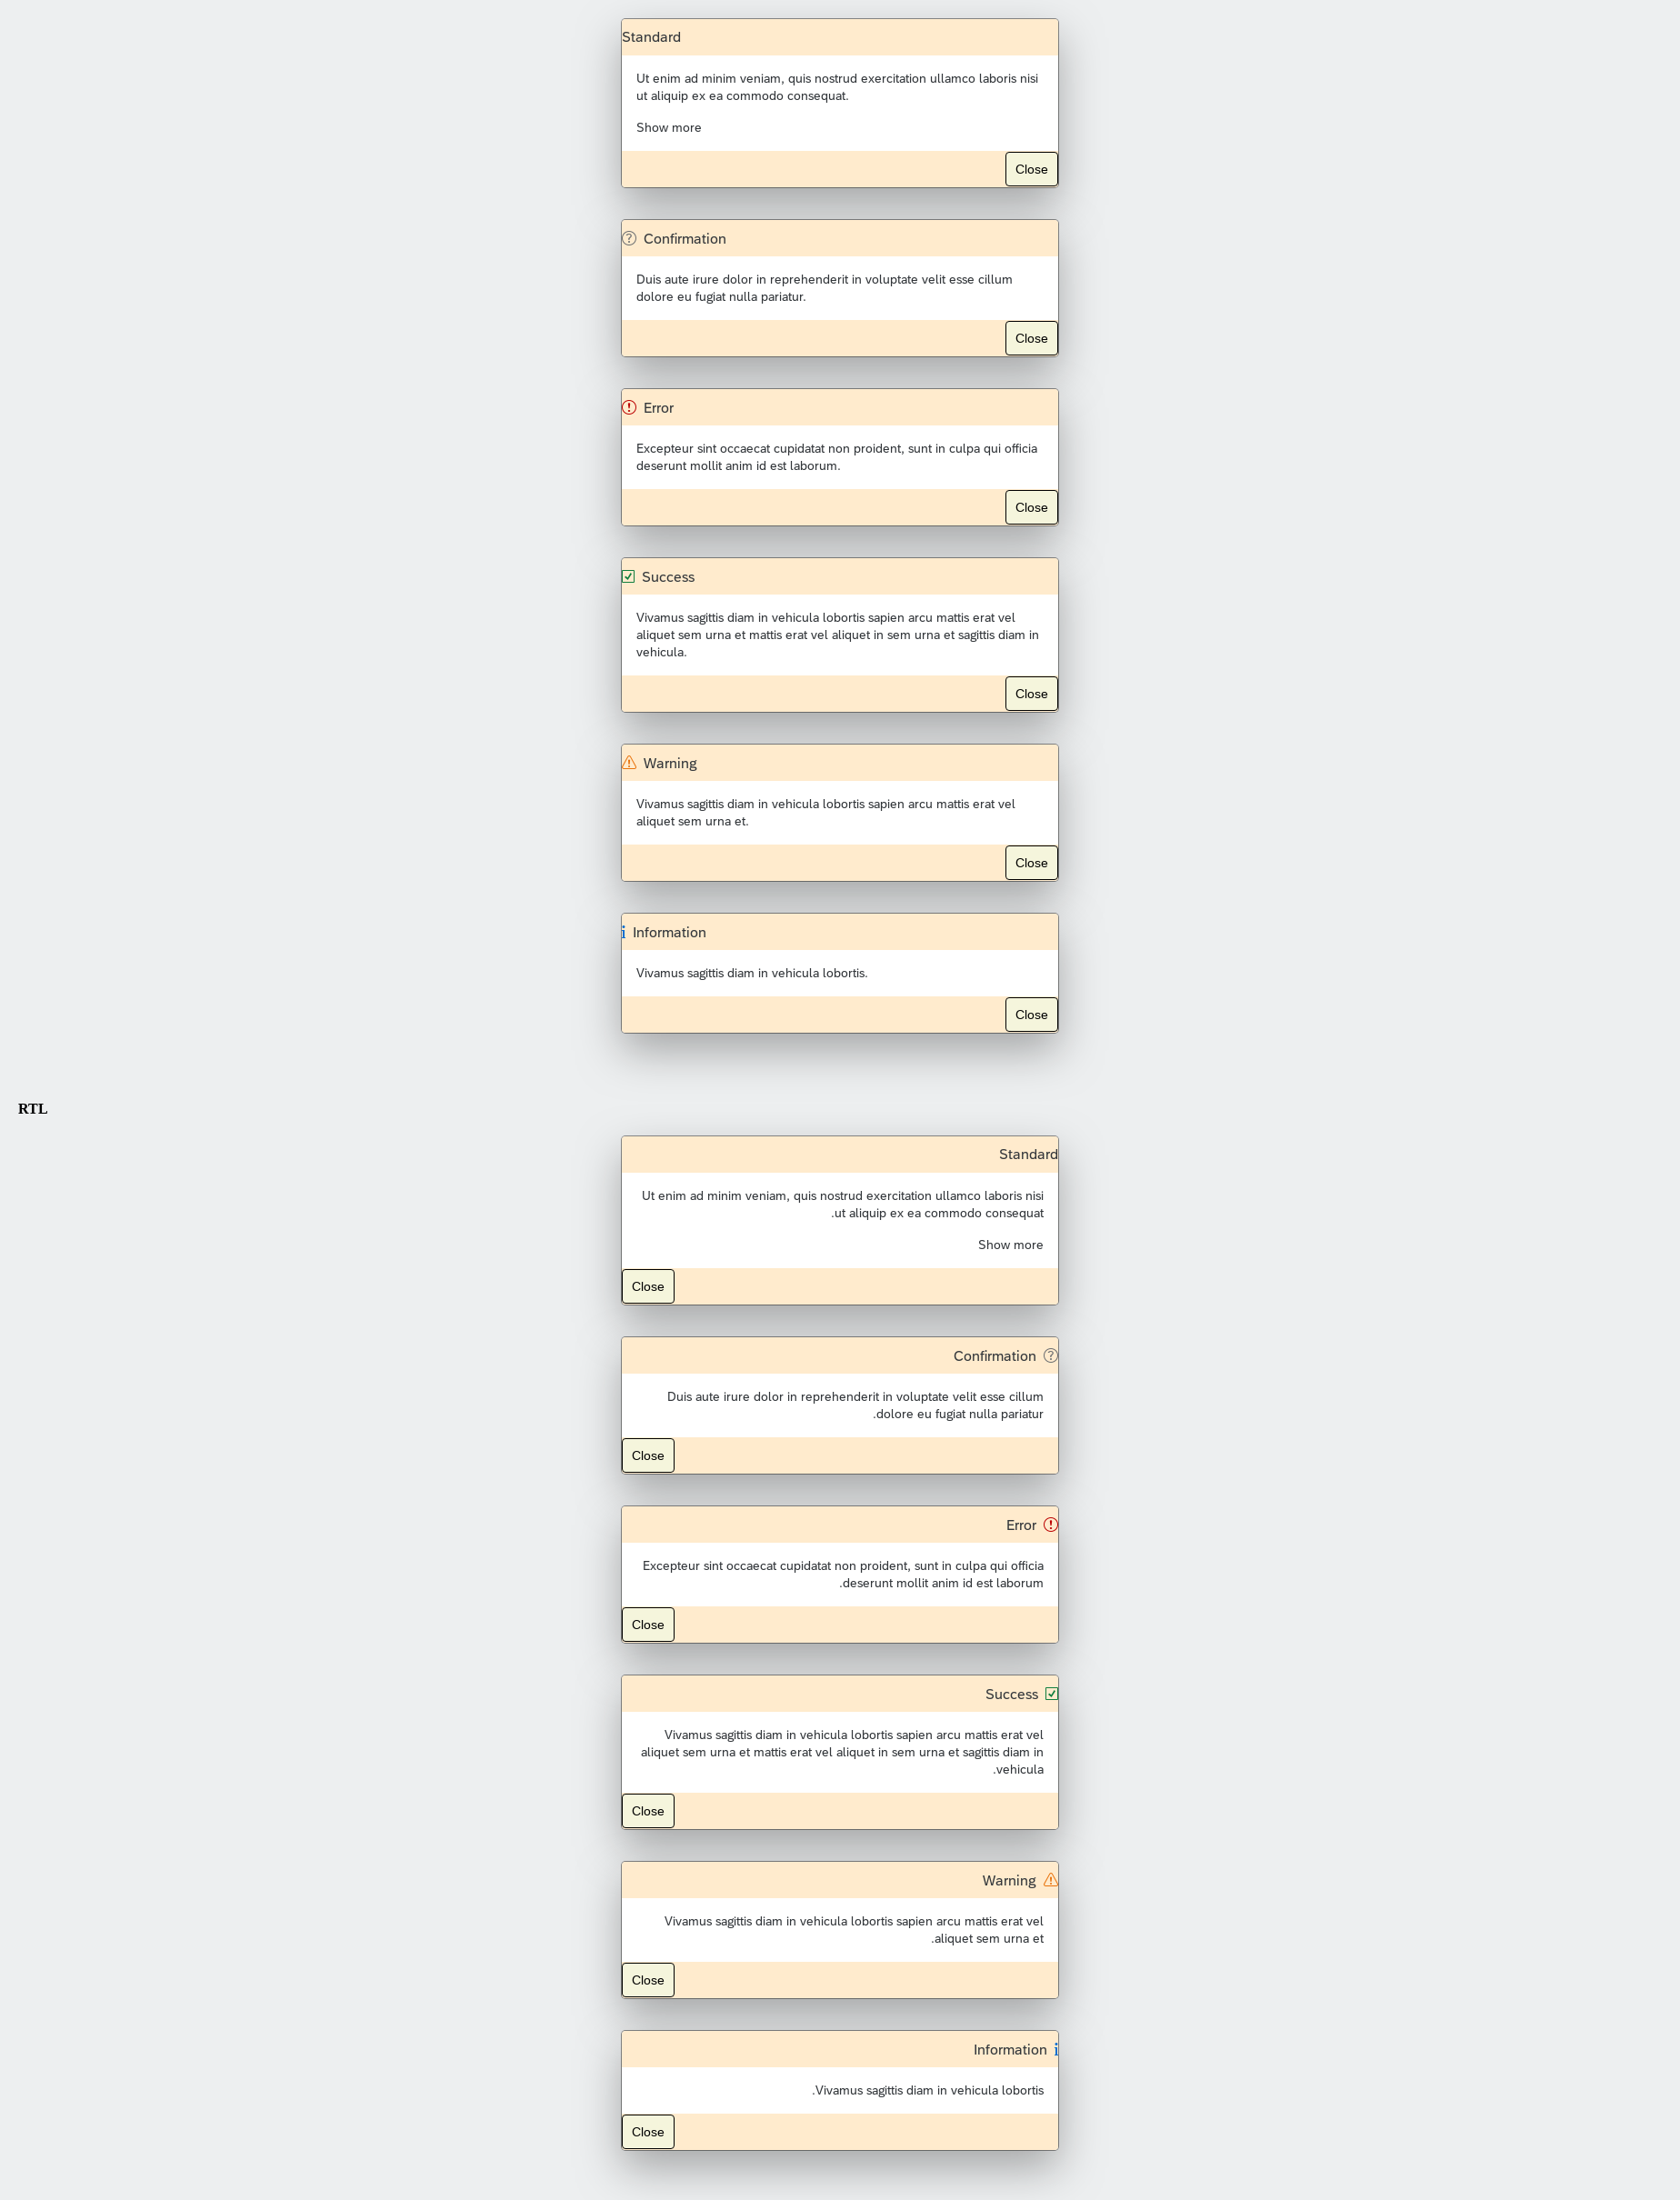 Standard
Ut enim ad minim veniam, quis nostrud exercitation ullamco laboris nisi
ut aliquip ex ea commodo consequat.
Show more
Close
Confirmation
Duis aute irure dolor in reprehenderit in voluptate velit esse cillum
dolore eu fugiat nulla pariatur.
Close
Error
Excepteur sint occaecat cupidatat non proident, sunt in culpa qui officia
deserunt mollit anim id est laborum.
Close
Success
Vivamus sagittis diam in vehicula lobortis sapien arcu mattis erat vel
aliquet sem urna et mattis erat vel aliquet in sem urna et sagittis diam in
vehicula.
Close
Warning
Vivamus sagittis diam in vehicula lobortis sapien arcu mattis erat vel
aliquet sem urna et.
Close
Information
Vivamus sagittis diam in vehicula lobortis.
Close
RTL
Standard
Ut enim ad minim veniam, quis nostrud exercitation ullamco laboris nisi
.ut aliquip ex ea commodo consequat
Show more
Close
Confirmation
Duis aute irure dolor in reprehenderit in voluptate velit esse cillum
.dolore eu fugiat nulla pariatur
Close
Error
Excepteur sint occaecat cupidatat non proident, sunt in culpa qui officia
.deserunt mollit anim id est laborum
Close
Success
Vivamus sagittis diam in vehicula lobortis sapien arcu mattis erat vel
aliquet sem urna et mattis erat vel aliquet in sem urna et sagittis diam in
.vehicula
Close
Warning
Vivamus sagittis diam in vehicula lobortis sapien arcu mattis erat vel
.aliquet sem urna et
Close
Information
.Vivamus sagittis diam in vehicula lobortis
Close